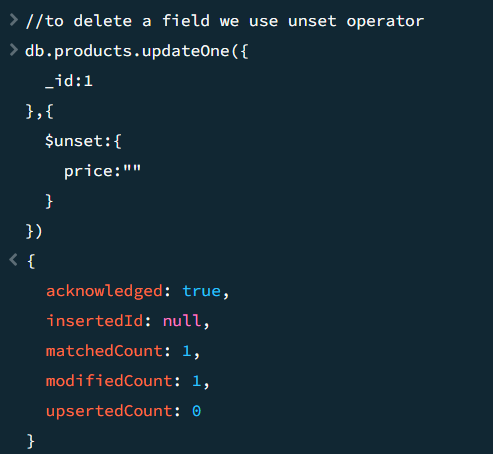 > //to delete a field we use unset operator
> db.products.updateOne({
_id:1
},{
$unset:{
price:""
}
})
< {
acknowledged: true,
insertedId: null,
matchedCount: 1,
modifiedCount: 1,
upsertedCount: 0
}